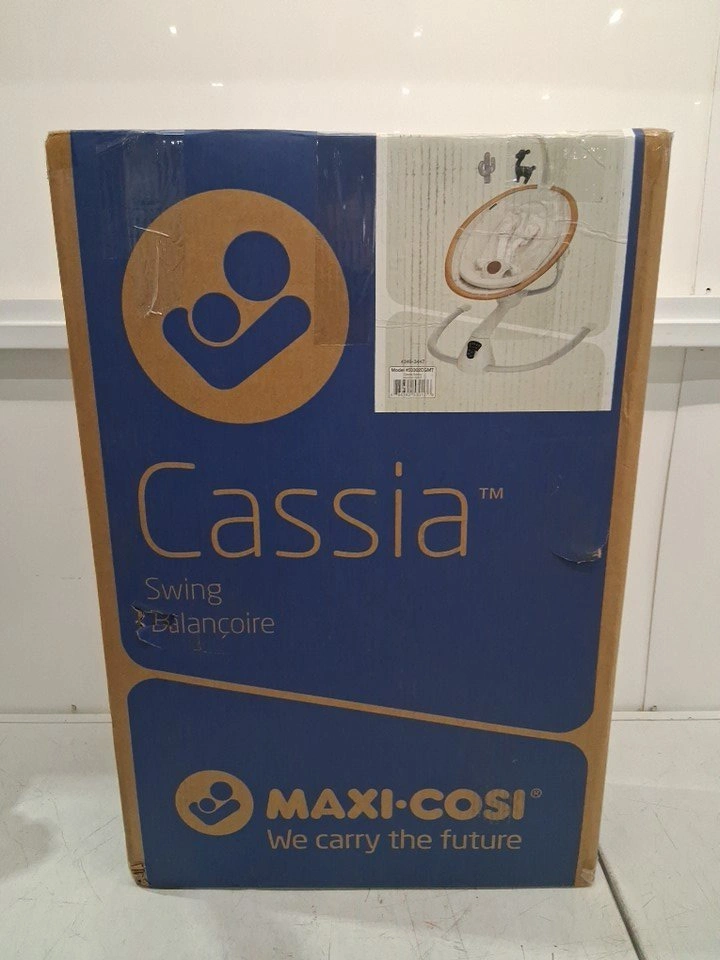 Cassia™
Swing
Balançoire
MAXI·COSI®
We carry the future